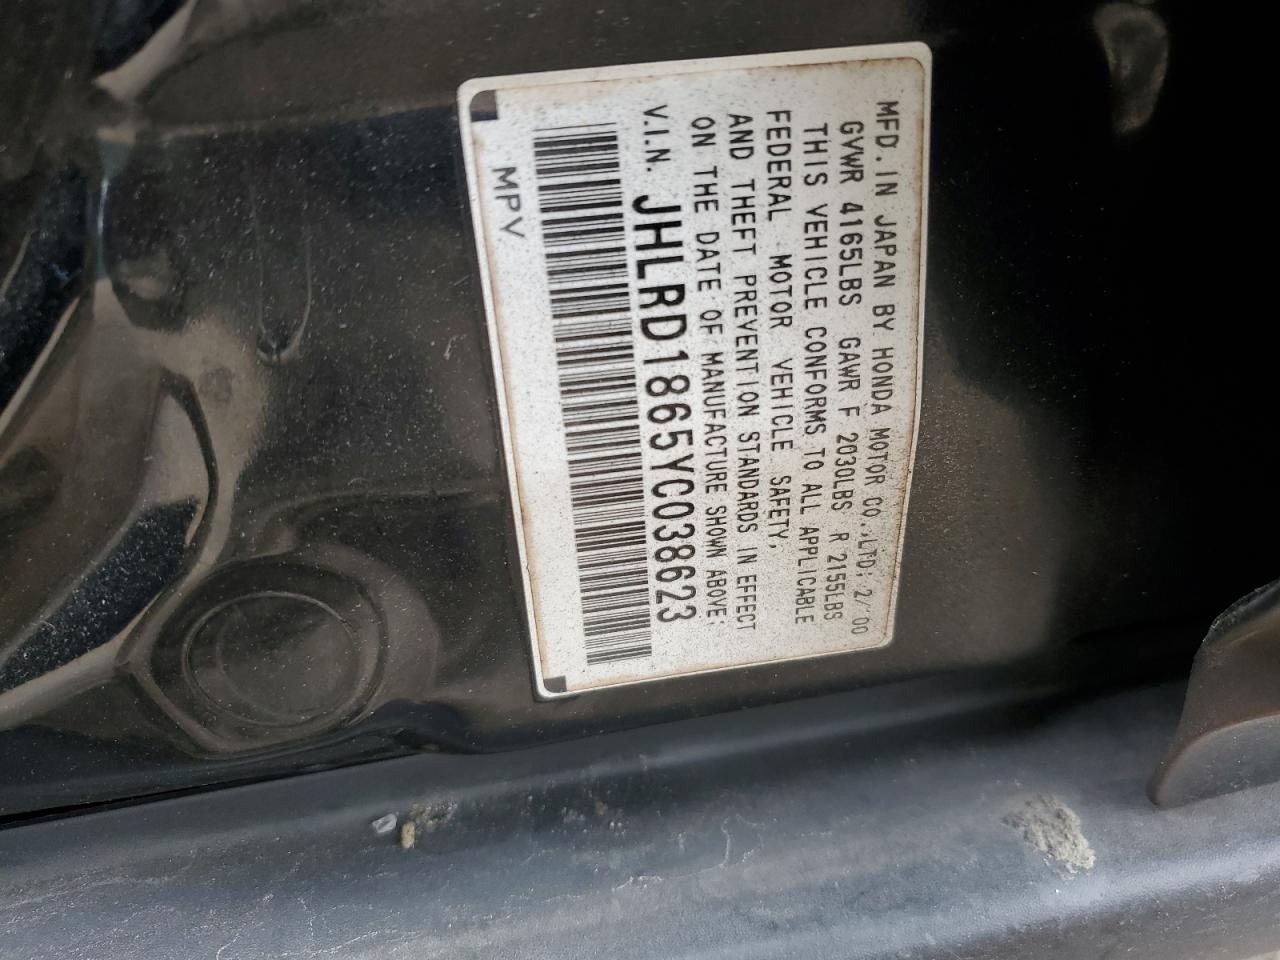 MFD. IN JAPAN BY HONDA MOTOR CO.,LTD; 2/'00
GVWR 4165LBS GAWR F 2030LBS R 2155LBS
THIS VEHICLE CONFORMS TO ALL APPLICABLE
FEDERAL MOTOR VEHICLE SAFETY,
AND THEFT PREVENTION STANDARDS IN EFFECT
ON THE DATE OF MANUFACTURE SHOWN ABOVE.
V.I.N. JHLRD1865YC038623
MPV